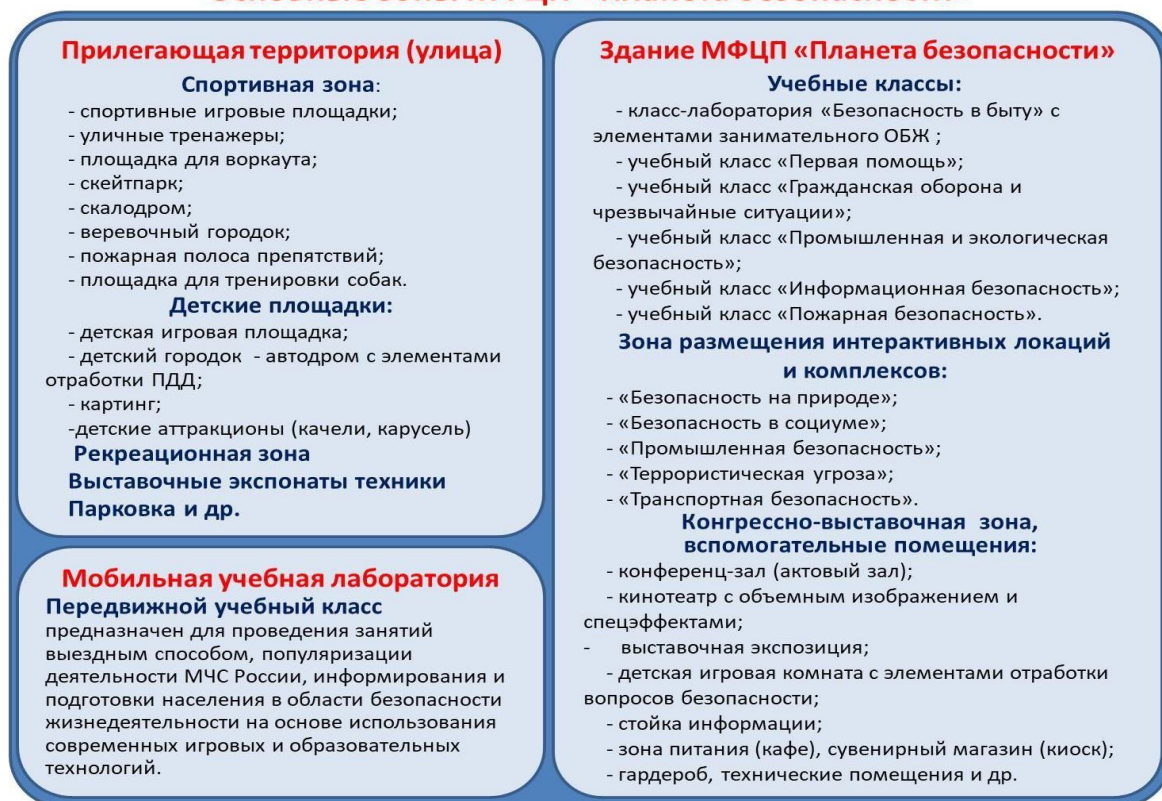 Прилегающая территория (улица)
Спортивная зона:
- спортивные игровые площадки;
- уличные тренажеры;
- площадка для воркаута;
- скейтпарк;
- скалодром;
- веревочный городок;
- пожарная полоса препятствий;
- площадка для тренировки собак.
Детские площадки:
- детская игровая площадка;
- детский городок - автодром с элементами
отработки ПДД;
- картинг;
-детские аттракционы (качели, карусель)
Рекреационная зона
Выставочные экспонаты техники
Парковка и др.
Мобильная учебная лаборатория
Передвижной учебный класс
предназначен для проведения занятий
выездным способом, популяризации
деятельности МЧС России, информирования и
подготовки населения в области безопасности
жизнедеятельности на основе использования
современных игровых и образовательных
технологий.
Здание МФЦП «Планета безопасности»
Учебные классы:
- класс-лаборатория «Безопасность в быту» с
элементами занимательного ОБЖ ;
- учебный класс «Первая помощь»;
- учебный класс «Гражданская оборона и
чрезвычайные ситуации»;
- учебный класс «Промышленная и экологическая
безопасность»;
- учебный класс «Информационная безопасность»;
- учебный класс «Пожарная безопасность».
Зона размещения интерактивных локаций
и комплексов:
- «Безопасность на природе»;
- «Безопасность в социуме»;
- «Промышленная безопасность»;
- «Террористическая угроза»;
- «Транспортная безопасность».
Конгрессно-выставочная зона,
вспомогательные помещения:
- конференц-зал (актовый зал);
- кинотеатр с объемным изображением и
спецэффектами;
- выставочная экспозиция;
- детская игровая комната с элементами отработки
вопросов безопасности;
- стойка информации;
- зона питания (кафе), сувенирный магазин (киоск);
- гардероб, технические помещения и др.